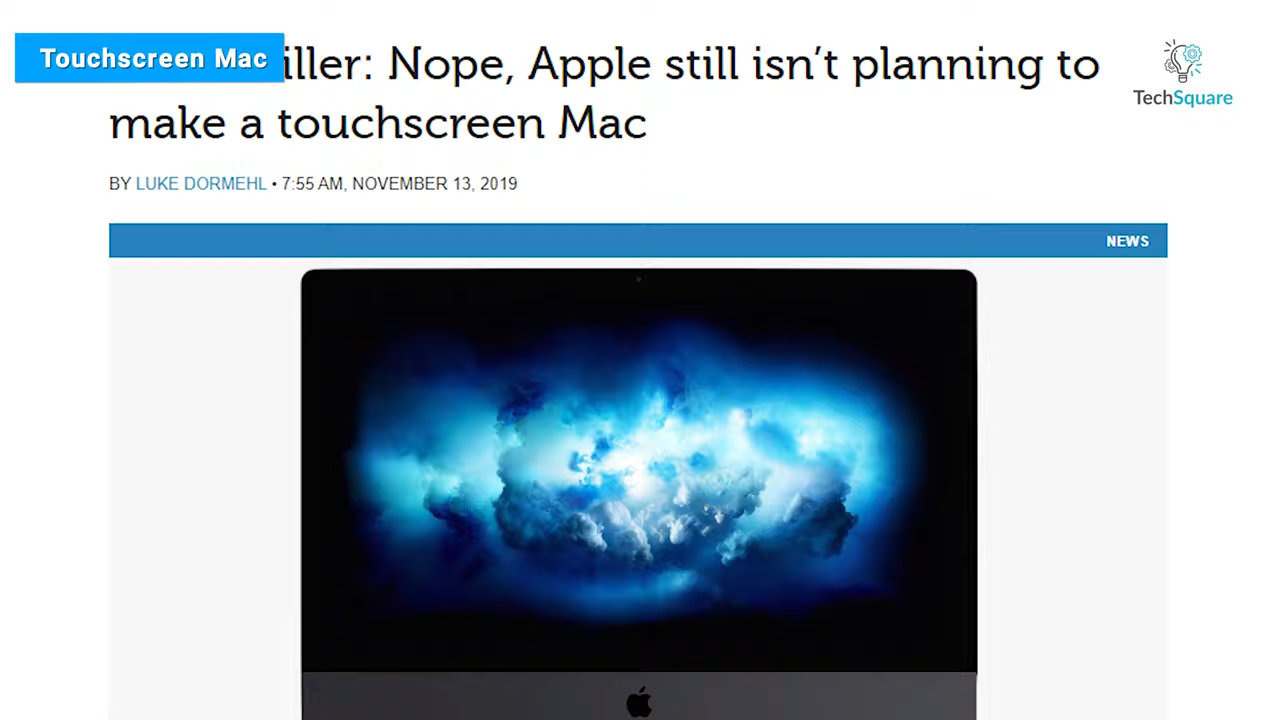 Touchscreen Mac
iller: Nope, Apple still isn’t planning to
make a touchscreen Mac
TechSquare
BY LUKE DORMEHL • 7:55 AM, NOVEMBER 13, 2019
NEWS